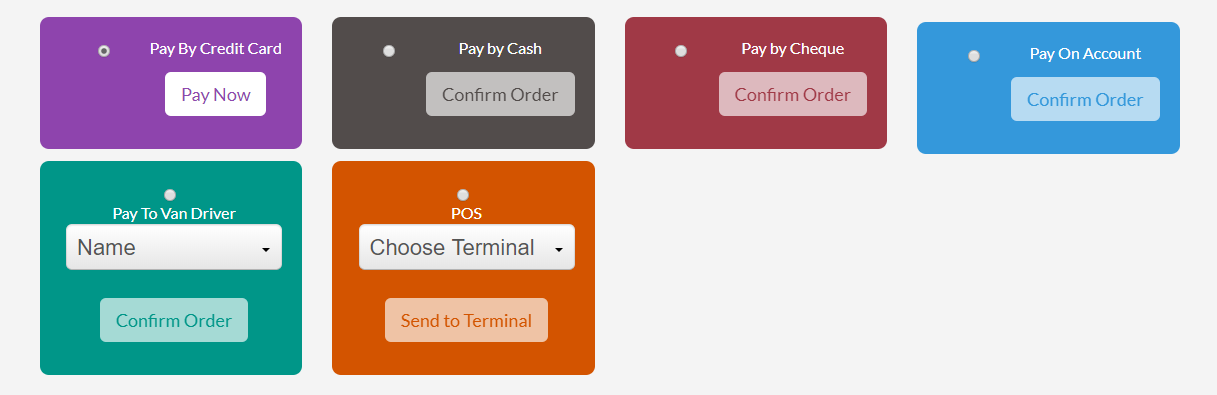 Pay By Credit Card
Pay Now
Pay by Cash
Confirm Order
Pay by Cheque
Confirm Order
Pay On Account
Confirm Order
Pay To Van Driver
Name
Confirm Order
POS
Choose Terminal
Send to Terminal